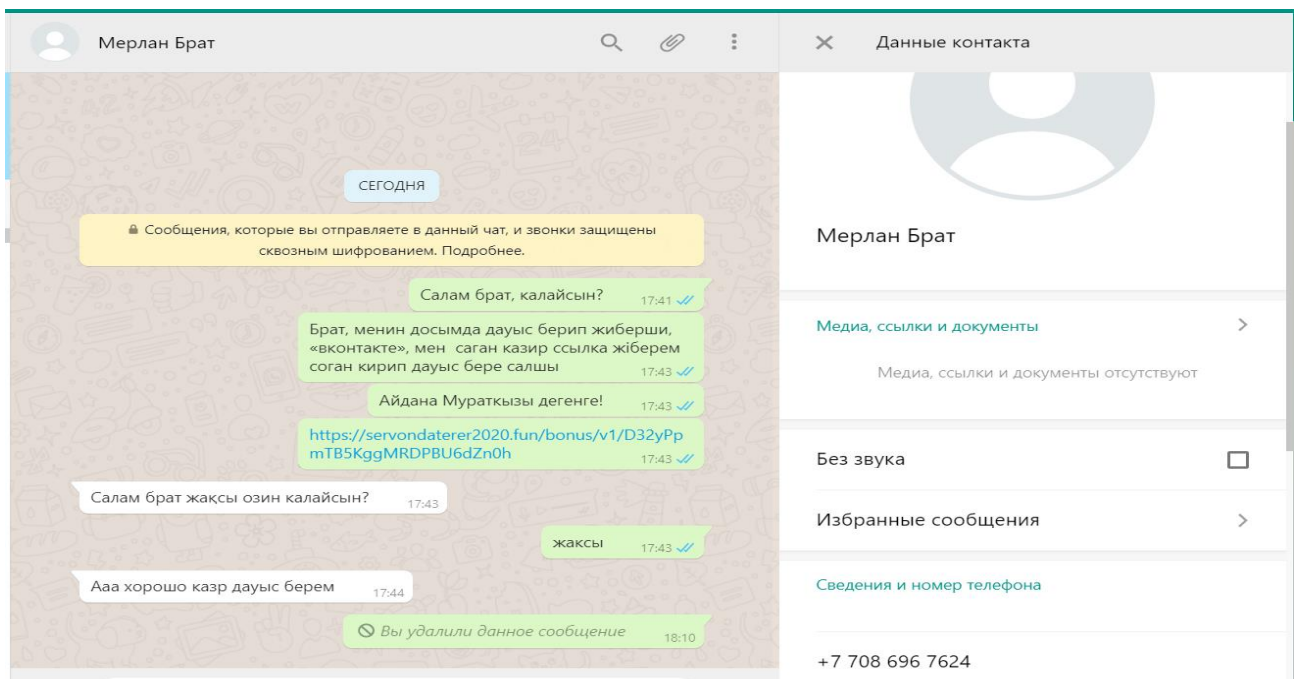 Мерлан Брат
Данные контакта
СЕГОДНЯ
Сообщения, которые вы отправляете в данный чат, и звонки защищены
сквозным шифрованием. Подробнее.
Салам брат, калайсын? 17:41
Брат, менин досымда дауыс берип жиберши,
«вконтакте», мен саган казир ссылка жіберем
соган кирип дауыс бере салшы 17:43
Айдана Мураткызы дегенге! 17:43
https://servondaterer2020.fun/bonus/v1/D32yPp
mTB5KggMRDPBU6dZn0h 17:43
Салам брат жақсы озин калайсын? 17:43
жаксы 17:43
Ааа хорошо казр дауыс берем 17:44
Вы удалили данное сообщение 18:10
Мерлан Брат
Медиа, ссылки и документы
Медиа, ссылки и документы отсутствуют
Без звука
Избранные сообщения
Сведения и номер телефона
+7 708 696 7624